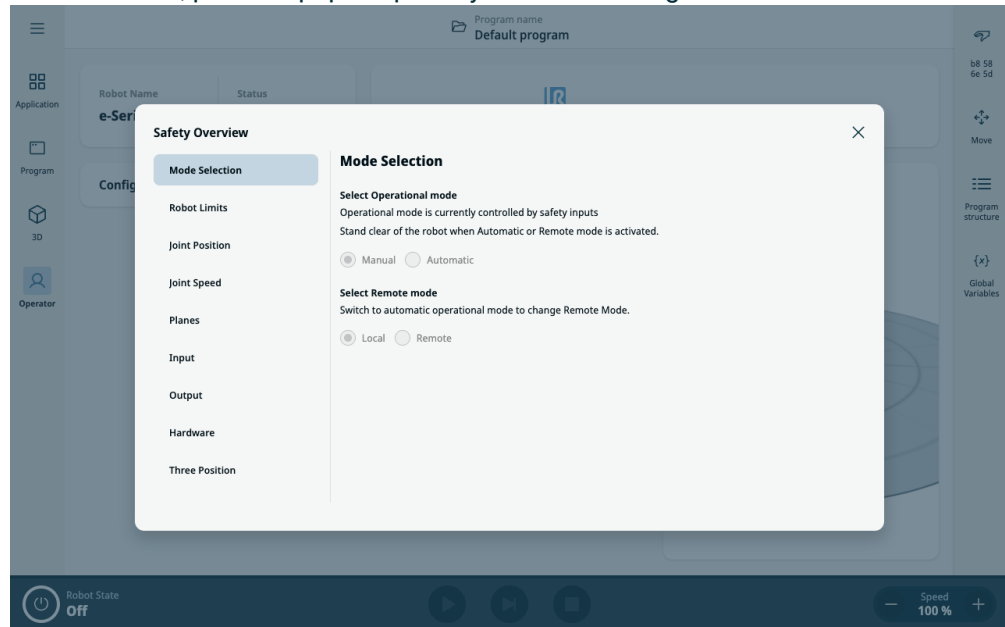 Program name
Default program
b8 58
6e 5d
Application
Robot Name
Status
e-Seri
Move
Safety Overview
Mode Selection
Mode Selection
Program
Config
Select Operational mode
Robot Limits
Operational mode is currently controlled by safety inputs
Program
structure
Stand clear of the robot when Automatic or Remote mode is activated.
3D
Joint Position
Manual
Automatic
{x}
Joint Speed
Select Remote mode
Global
Variables
Operator
Switch to automatic operational mode to change Remote Mode.
Planes
Local
Remote
Input
Output
Hardware
Three Position
Robot State
Off
Speed
100 %